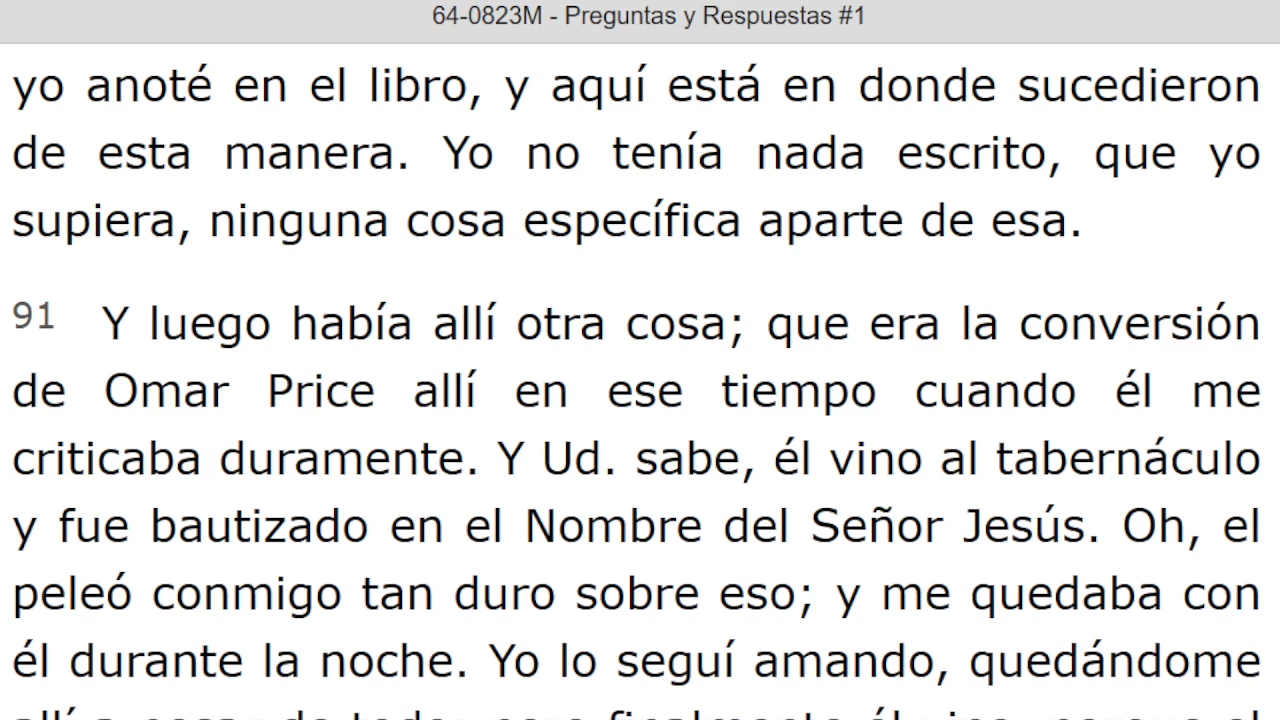 64-0823M - Preguntas y Respuestas #1
yo anoté en el libro, y aquí está en donde sucedieron
de esta manera. Yo no tenía nada escrito, que yo
supiera, ninguna cosa específica aparte de esa.
91 Y luego había allí otra cosa; que era la conversión
de Omar Price allí en ese tiempo cuando él me
criticaba duramente. Y Ud. sabe, él vino al tabernáculo
y fue bautizado en el Nombre del Señor Jesús. Oh, el
peleó conmigo tan duro sobre eso; y me quedaba con
él durante la noche. Yo lo seguí amando, quedándome